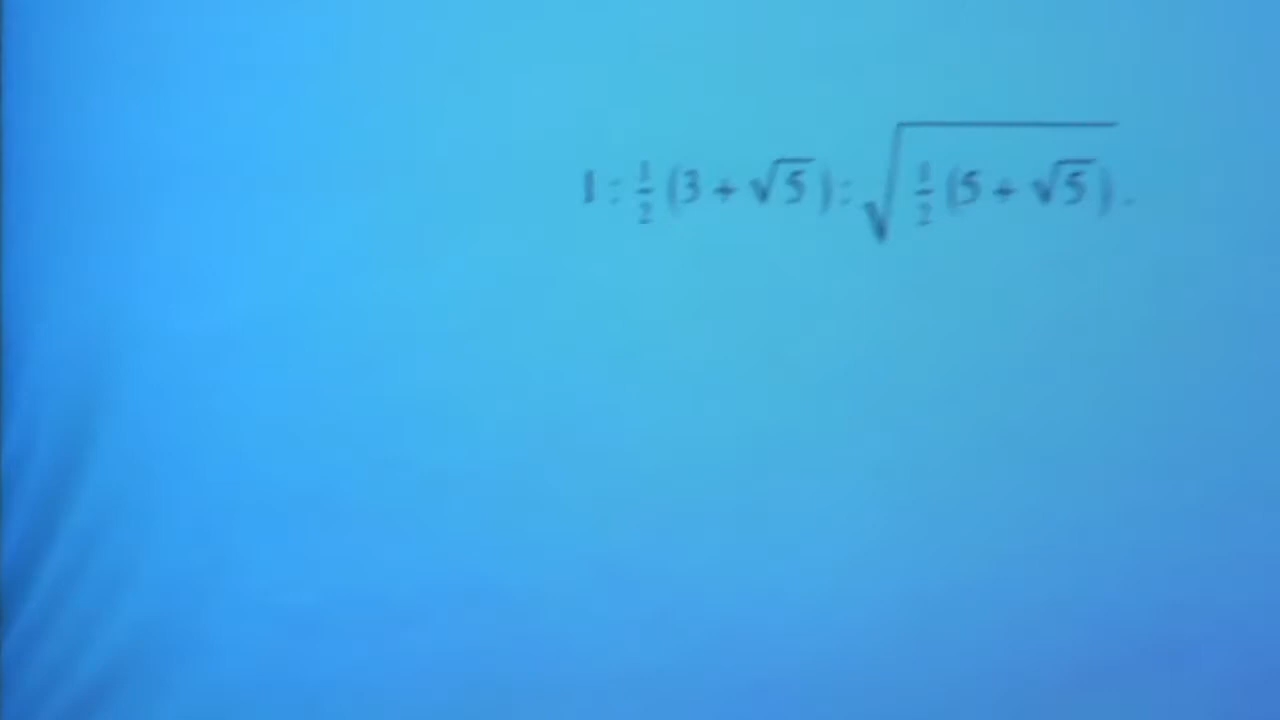 1 : ½ (3 + √5) : √(½ (5 + √5)) .